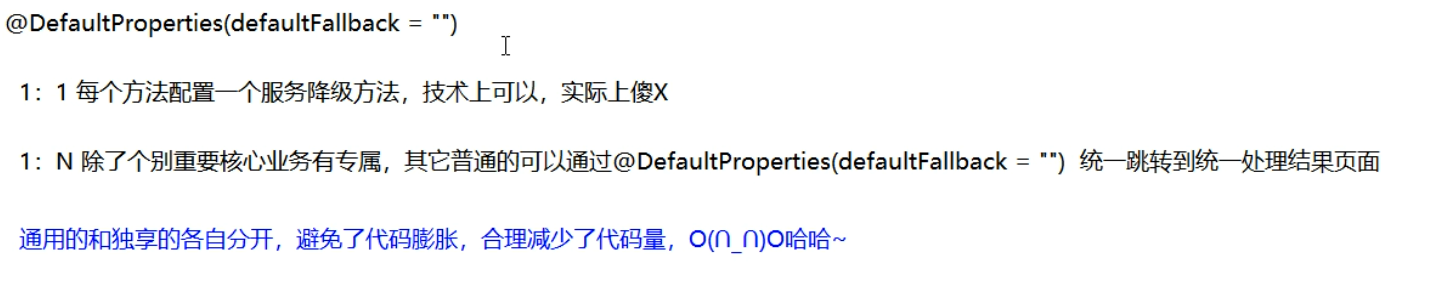 @DefaultProperties(defaultFallback = "")
1：1 每个方法配置一个服务降级方法，技术上可以，实际上傻X
1：N 除了个别重要核心业务有专属，其它普通的可以通过@DefaultProperties(defaultFallback = "") 统一跳转到统一处理结果页面
通用的和独享的各自分开，避免了代码膨胀，合理减少了代码量，O(∩_∩)O哈哈~